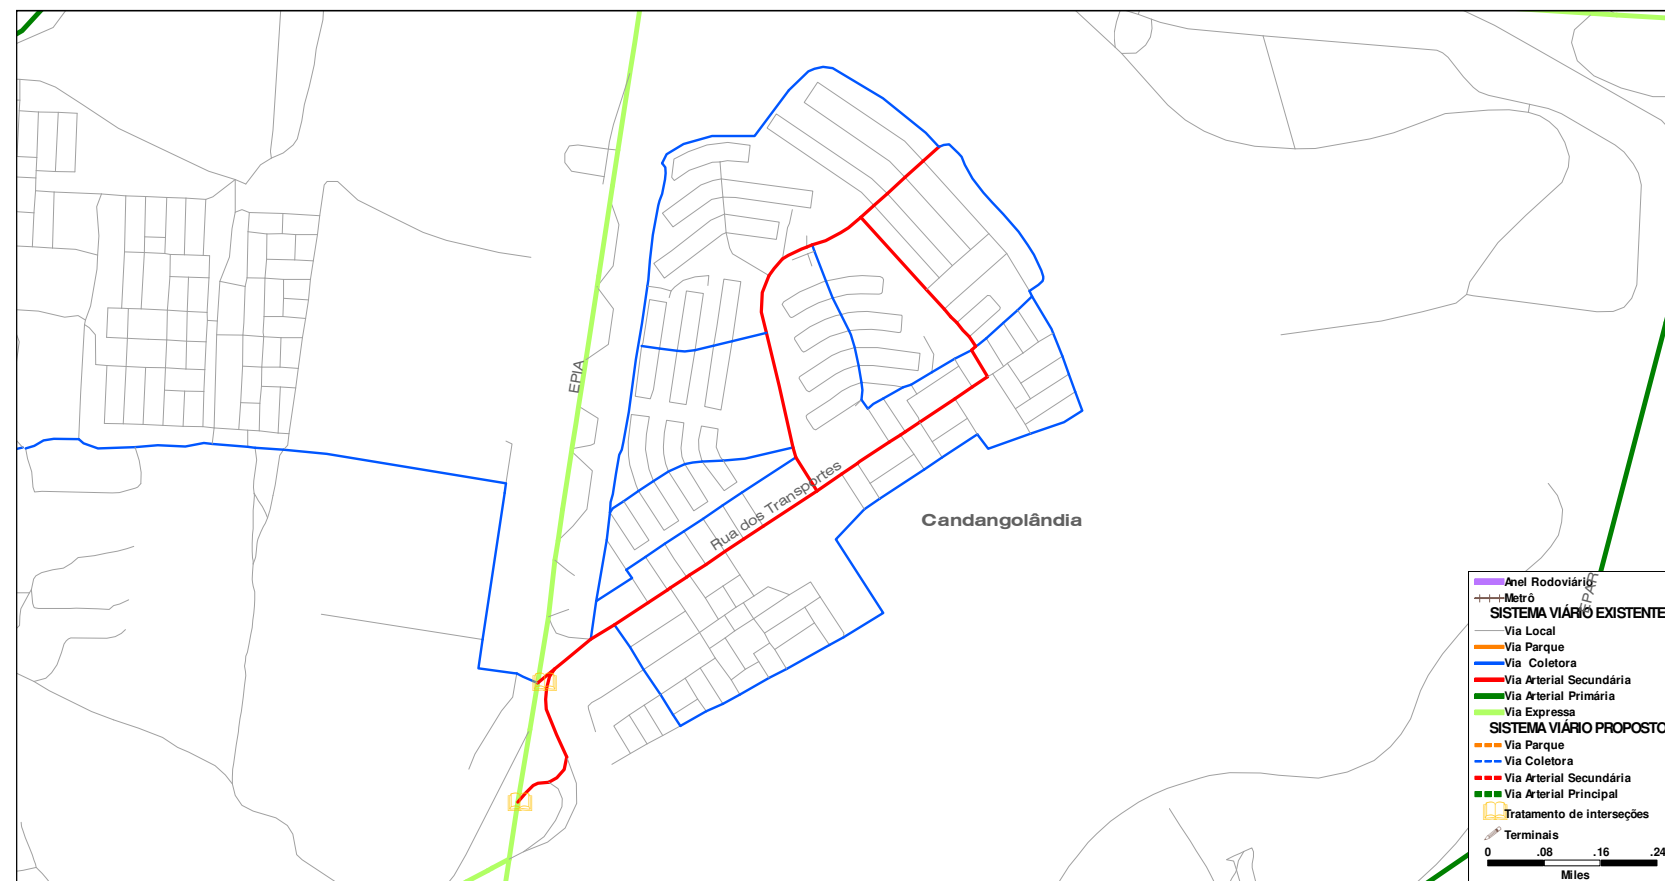 EPIA
Rua dos Transportes
Candangolândia
EPAR
Anel Rodoviário
Metrô
SISTEMA VIÁRIO EXISTENTE
Via Local
Via Parque
Via Coletora
Via Arterial Secundária
Via Arterial Primária
Via Expressa
SISTEMA VIÁRIO PROPOSTO
Via Parque
Via Coletora
Via Arterial Secundária
Via Arterial Principal
Tratamento de interseções
Terminais
0 .08 .16 .24
Miles